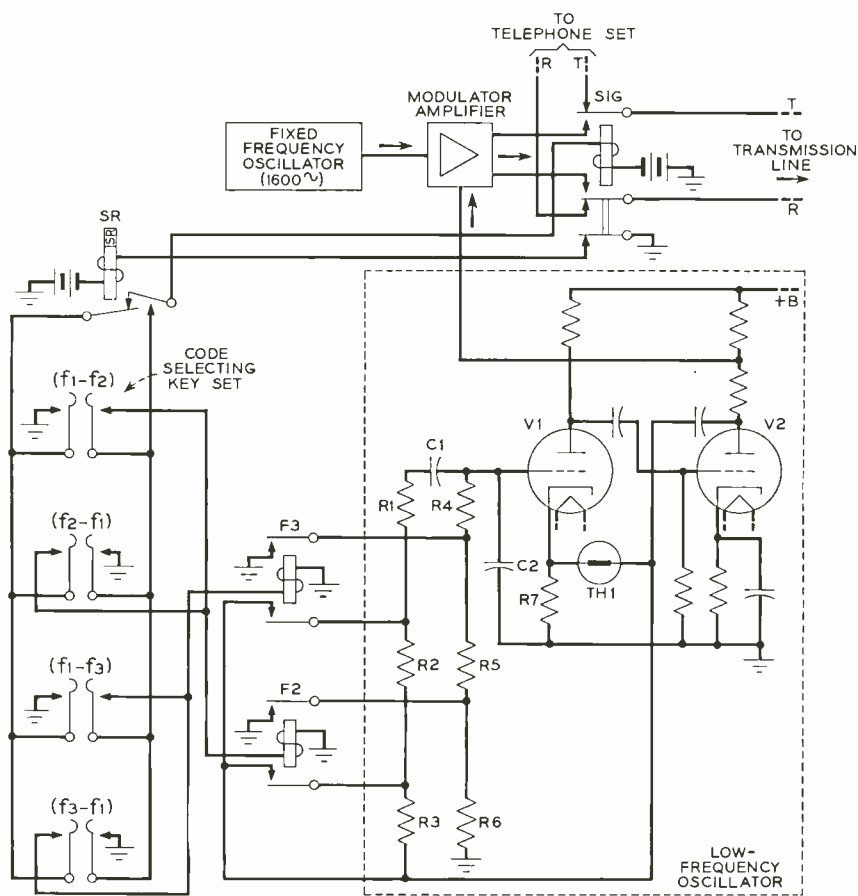 TO
TELEPHONE SET
R T
SIG
T
MODULATOR
AMPLIFIER
FIXED
FREQUENCY
OSCILLATOR
(1600~)
TO
TRANSMISSION
LINE
R
SR
SR
+B
CODE
SELECTING
KEY SET
(f1-f2)
V1
V2
C1
R1
R4
(f2-f1)
F3
C2
R7
TH1
R2
R5
(f1-f3)
F2
(f3-f1)
R3
R6
LOW-
FREQUENCY
OSCILLATOR